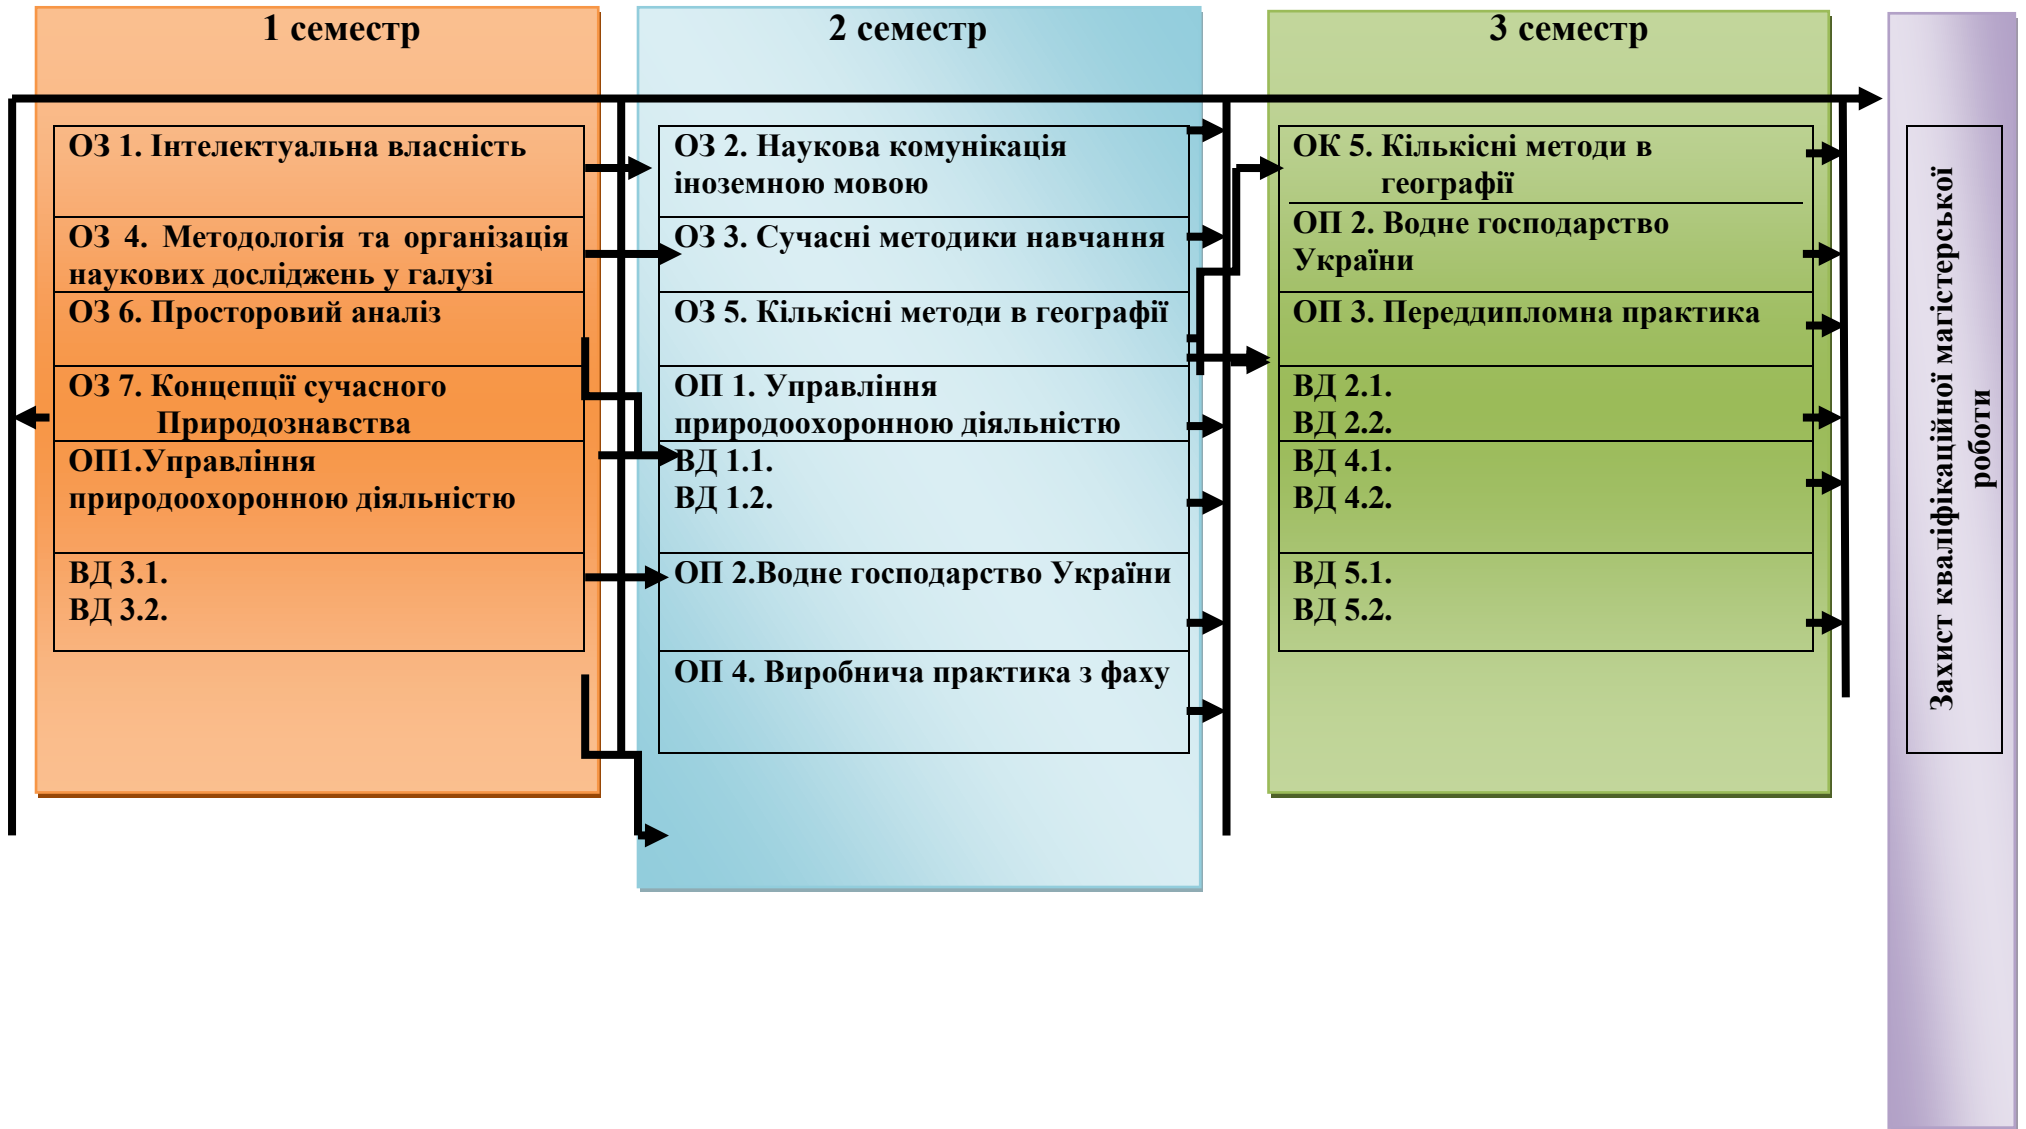 1 семестр
ОЗ 1. Інтелектуальна власність
ОЗ 4. Методологія та організація
наукових досліджень у галузі
ОЗ 6. Просторовий аналіз
ОЗ 7. Концепції сучасного
Природознавства
ОП1.Управління
природоохоронною діяльністю
ВД 3.1.
ВД 3.2.
2 семестр
ОЗ 2. Наукова комунікація
іноземною мовою
ОЗ 3. Сучасні методики навчання
ОЗ 5. Кількісні методи в географії
ОП 1. Управління
природоохоронною діяльністю
ВД 1.1.
ВД 1.2.
ОП 2.Водне господарство України
ОП 4. Виробнича практика з фаху
3 семестр
ОК 5. Кількісні методи в
географії
ОП 2. Водне господарство
України
ОП 3. Переддипломна практика
ВД 2.1.
ВД 2.2.
ВД 4.1.
ВД 4.2.
ВД 5.1.
ВД 5.2.
Захист кваліфікаційної магістерської
роботи